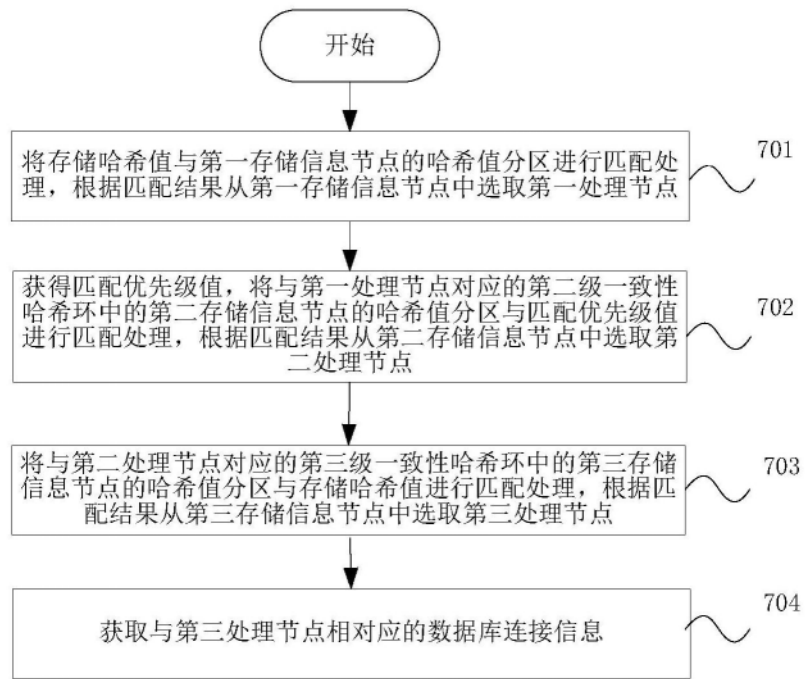 开始
将存储哈希值与第一存储信息节点的哈希值分区进行匹配处
理，根据匹配结果从第一存储信息节点中选取第一处理节点
701
获得匹配优先级值，将与第一处理节点对应的第二级一致性
哈希环中的第二存储信息节点的哈希值分区与匹配优先级值
进行匹配处理，根据匹配结果从第二存储信息节点中选取第
二处理节点
702
将与第二处理节点对应的第三级一致性哈希环中的第三存储
信息节点的哈希值分区与存储哈希值进行匹配处理，根据匹
配结果从第三存储信息节点中选取第三处理节点
703
获取与第三处理节点相对应的数据库连接信息
704